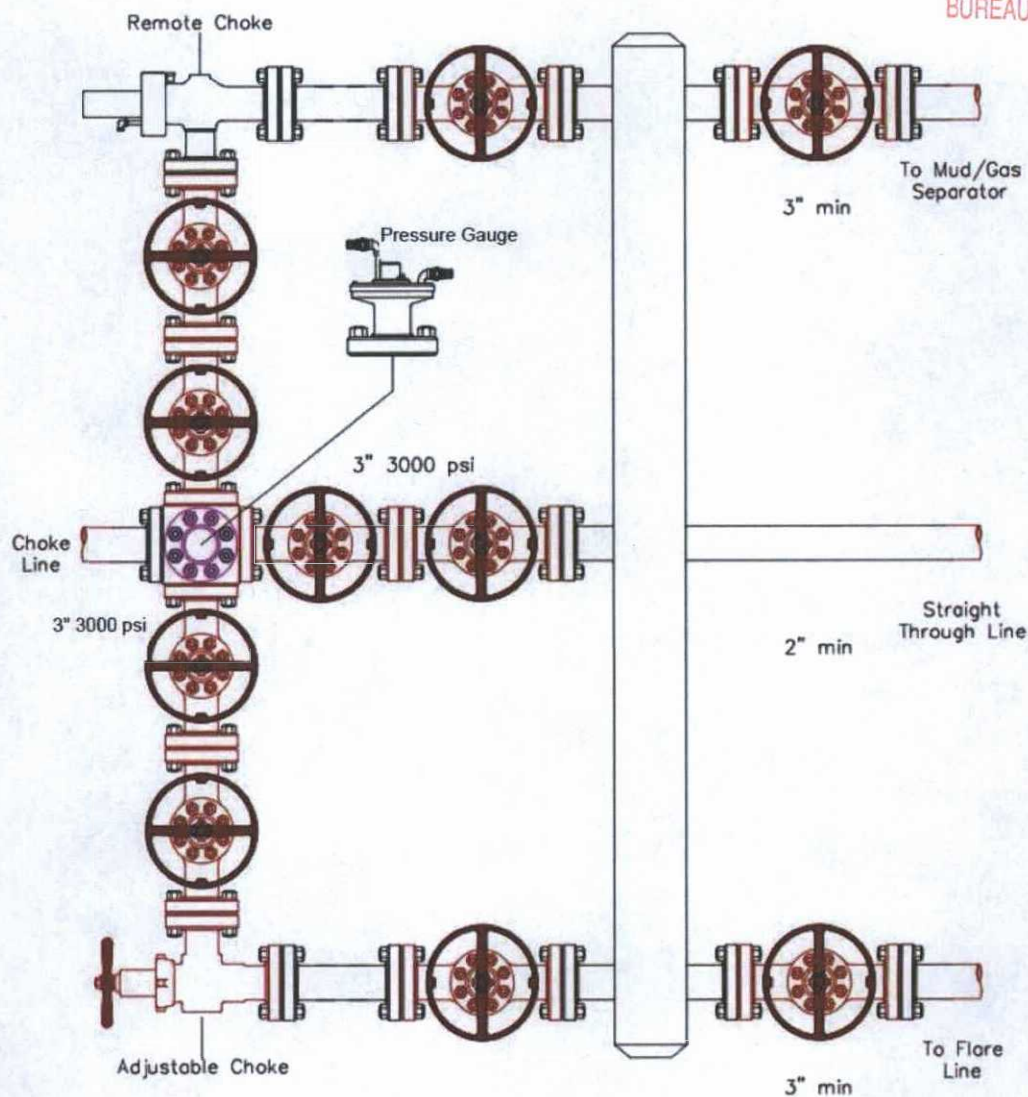 BUREAU
Remote Choke
To Mud/Gas
Separator
3" min
Pressure Gauge
3" 3000 psi
Choke
Line
3" 3000 psi
Straight
Through Line
2" min
Adjustable Choke
To Flare
Line
3" min